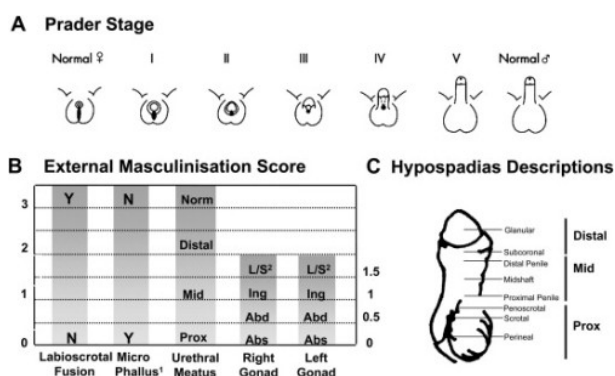 A Prader Stage
Normal ♀ I II III IV V Normal ♂
B External Masculinisation Score
3 Y N Norm
Distal
2
L/S² L/S² 1.5
1 Mid Ing Ing 1
Abd Abd 0.5
0 N Y Prox Abs Abs 0
Labioscrotal Micro Urethral Right Left
Fusion Phallus¹ Meatus Gonad Gonad
C Hypospadias Descriptions
Glanular
Distal
Subcoronal
Distal Penile
Mid
Midshaft
Proximal Penile
Penoscrotal
Scrotal
Prox
Perineal